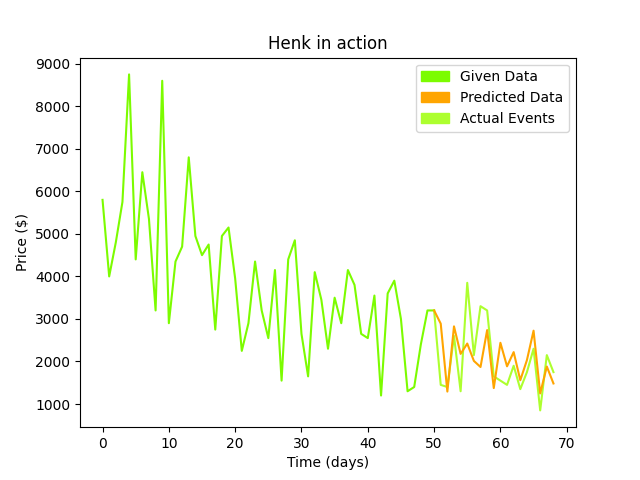 Henk in action
9000
8000
7000
6000
5000
4000
3000
2000
1000
Price ($)
Given Data
Predicted Data
Actual Events
0 10 20 30 40 50 60 70
Time (days)